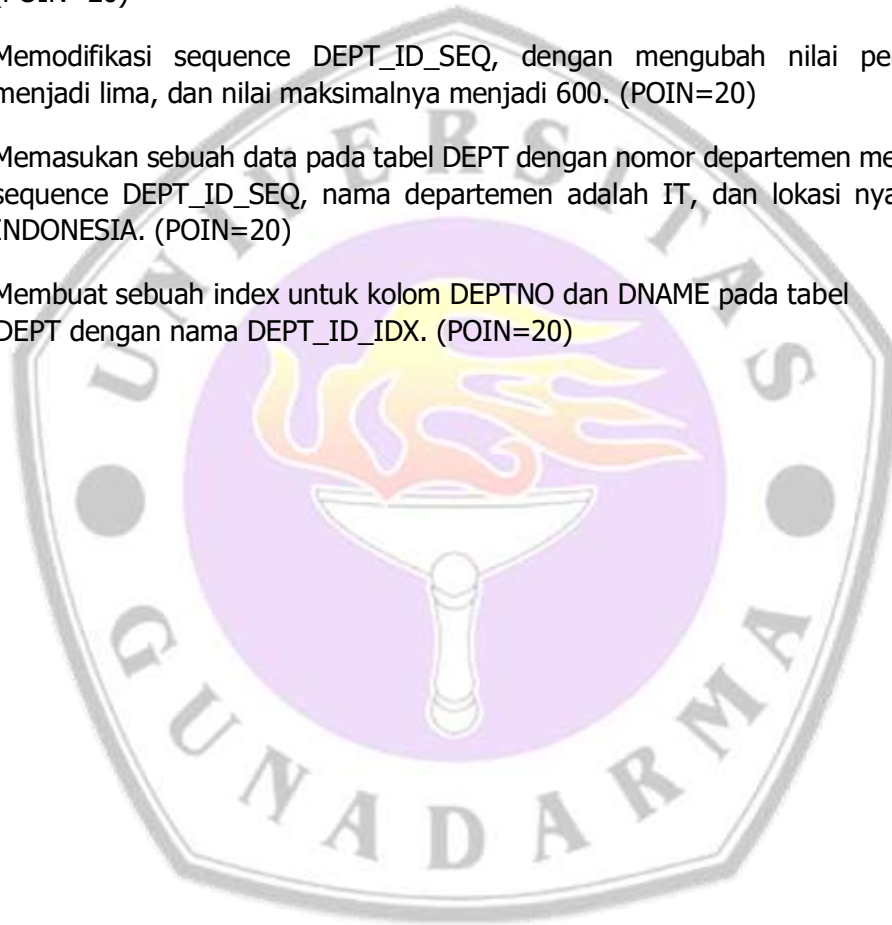 Memodifikasi sequence DEPT_ID_SEQ, dengan mengubah nilai
menjadi lima, dan nilai maksimalnya menjadi 600. (POIN=20)
Memasukan sebuah data pada tabel DEPT dengan nomor departemen
sequence DEPT_ID_SEQ, nama departemen adalah IT, dan lokasi nya
INDONESIA. (POIN=20)
Membuat sebuah index untuk kolom DEPTNO dan DNAME pada tabel
DEPT dengan nama DEPT_ID_IDX. (POIN=20)
UNIVERSITAS
GUNADARMA